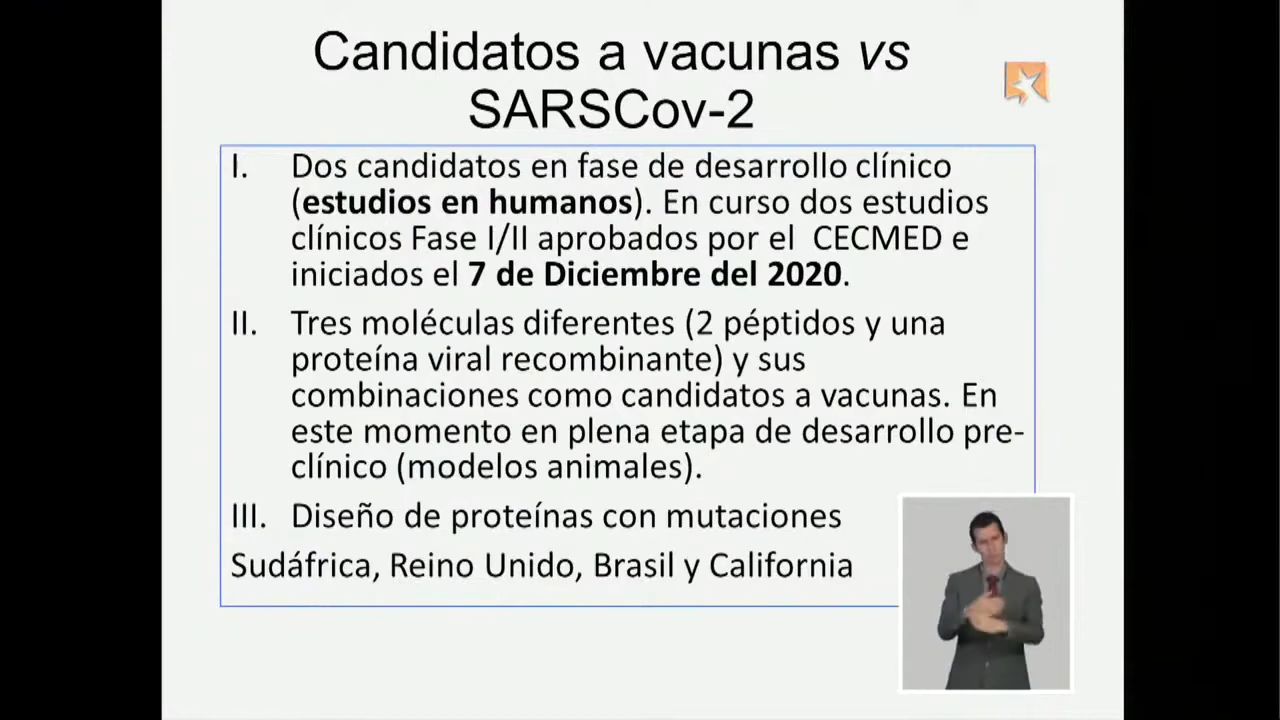 Candidatos a vacunas vs
SARSCov-2
I. Dos candidatos en fase de desarrollo clínico
(estudios en humanos). En curso dos estudios
clínicos Fase I/II aprobados por el CECMED e
iniciados el 7 de Diciembre del 2020.
II. Tres moléculas diferentes (2 péptidos y una
proteína viral recombinante) y sus
combinaciones como candidatos a vacunas. En
este momento en plena etapa de desarrollo pre-
clínico (modelos animales).
III. Diseño de proteínas con mutaciones
Sudáfrica, Reino Unido, Brasil y California